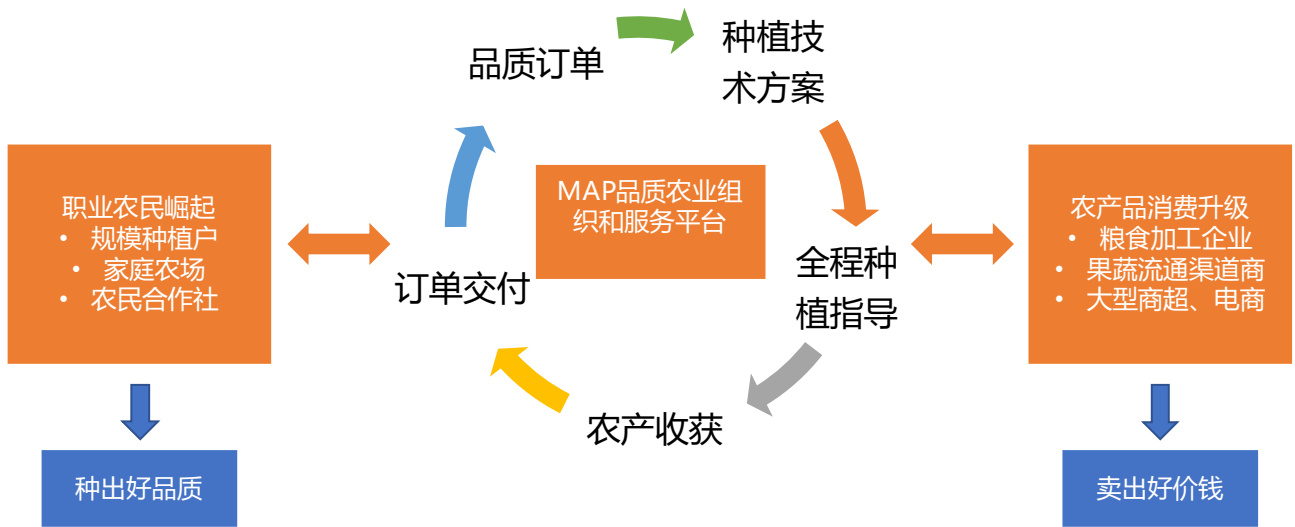 品质订单
种植技
术方案
职业农民崛起
• 规模种植户
• 家庭农场
• 农民合作社
MAP品质农业组
织和服务平台
农产品消费升级
• 粮食加工企业
• 果蔬流通渠道商
• 大型商超、电商
订单交付
全程种
植指导
农产收获
种出好品质
卖出好价钱